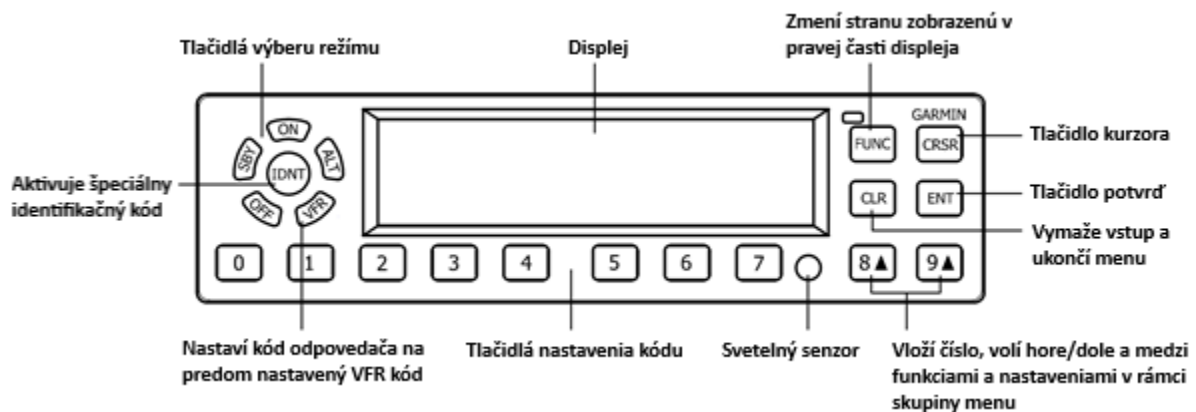 Zmení stranu zobrazenú v
pravej časti displeja
Tlačidlá výberu režímu
Displej
GARMIN
ON
SBY
ALT
IDNT
OFF
VFR
FUNC
CRSR
Tlačidlo kurzora
Aktivuje špeciálny
identifikačný kód
CLR
ENT
Tlačidlo potvrď
Vymaže vstup a
ukončí menu
0 1 2 3 4 5 6 7 8▲ 9▲
Nastaví kód odpovedača na
predom nastavený VFR kód
Tlačidlá nastavenia kódu
Svetelný senzor
Vloží číslo, volí hore/dole a medzi
funkciami a nastaveniami v rámci
skupiny menu